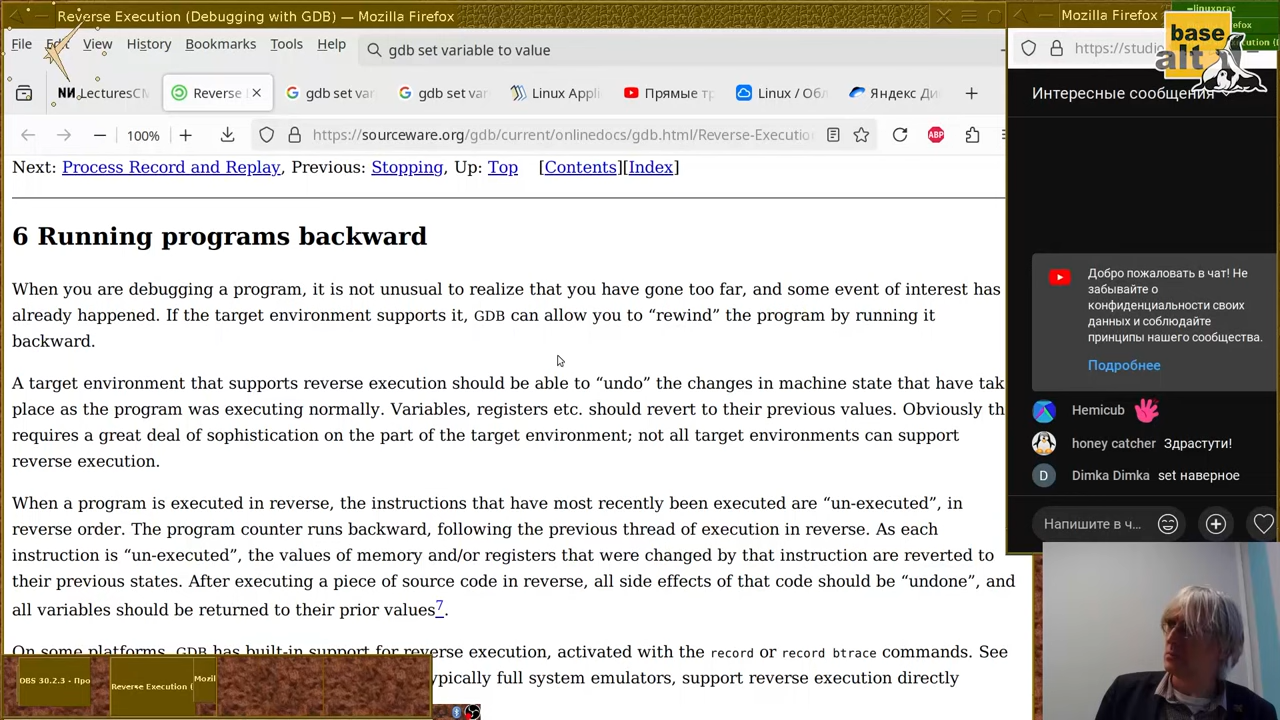 Reverse Execution (Debugging with GDB) — Mozilla Firefox
Mozilla Firefox
File
View History Bookmarks Tools Help
gdb set variable to value
https://studio
base
alt
LecturesCM
Reverse
gdb set var
gdb set var
Linux Appli
Прямые тр
Linux / Обл
Яндекс Ди
100%
https://sourceware.org/gdb/current/onlinedocs/gdb.html/Reverse-Executio
ABP
Next: Process Record and Replay, Previous: Stopping, Up: Top [Contents][Index]
6 Running programs backward
When you are debugging a program, it is not unusual to realize that you have gone too far, and some event of interest has
already happened. If the target environment supports it, GDB can allow you to “rewind” the program by running it
backward.
A target environment that supports reverse execution should be able to “undo” the changes in machine state that have tak
place as the program was executing normally. Variables, registers etc. should revert to their previous values. Obviously th
requires a great deal of sophistication on the part of the target environment; not all target environments can support
reverse execution.
When a program is executed in reverse, the instructions that have most recently been executed are “un-executed”, in
reverse order. The program counter runs backward, following the previous thread of execution in reverse. As each
instruction is “un-executed”, the values of memory and/or registers that were changed by that instruction are reverted to
their previous states. After executing a piece of source code in reverse, all side effects of that code should be “undone”, and
all variables should be returned to their prior values7.
On some platforms, GDB has built-in support for reverse execution, activated with the record or record btrace commands. See
ypically full system emulators, support reverse execution directly
Интересные сообщения
Добро пожаловать в чат! Не
забывайте о
конфиденциальности своих
данных и соблюдайте
принципы нашего сообщества.
Подробнее
Hemicub
honey catcher Здрастути!
Dimka Dimka set наверное
Напишите в ч...
OBS 30.2.3 - Про
Reverse Execution (
Mozil